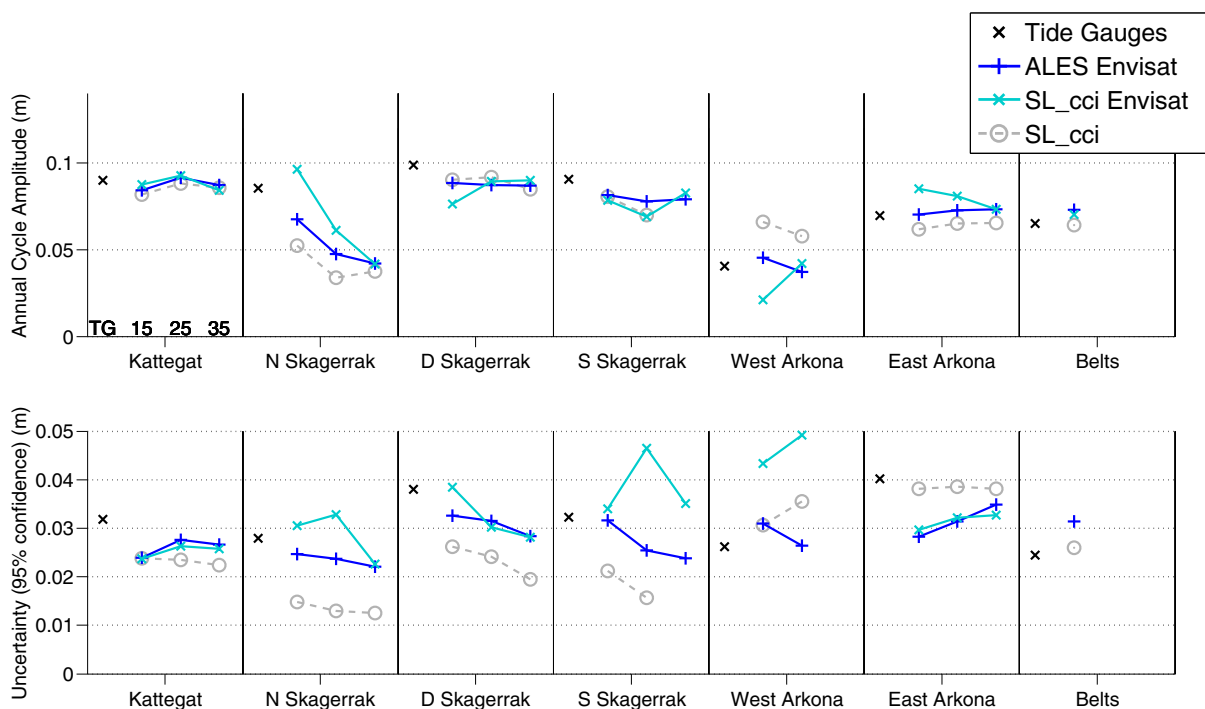 Tide Gauges
ALES Envisat
SL_cci Envisat
SL_cci
Annual Cycle Amplitude (m)
0.1
0.05
0
TG 15 25 35
Kattegat N Skagerrak D Skagerrak S Skagerrak West Arkona East Arkona Belts
Uncertainty (95% confidence) (m)
0.05
0.04
0.03
0.02
0.01
0
Kattegat N Skagerrak D Skagerrak S Skagerrak West Arkona East Arkona Belts